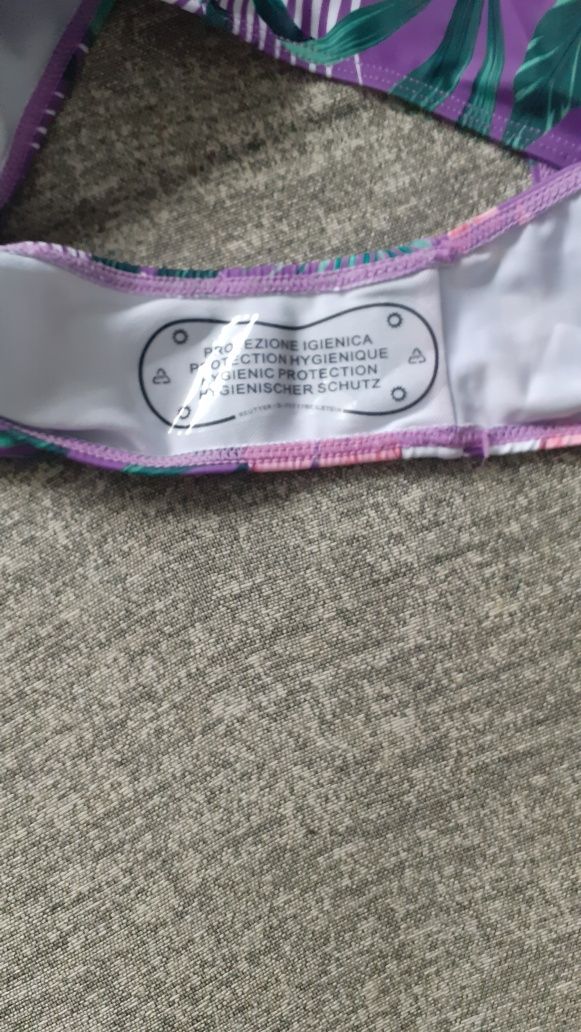 PROTEZIONE IGIENICA
PROTECTION HYGIENIQUE
HYGIENIC PROTECTION
HYGIENISCHER SCHUTZ